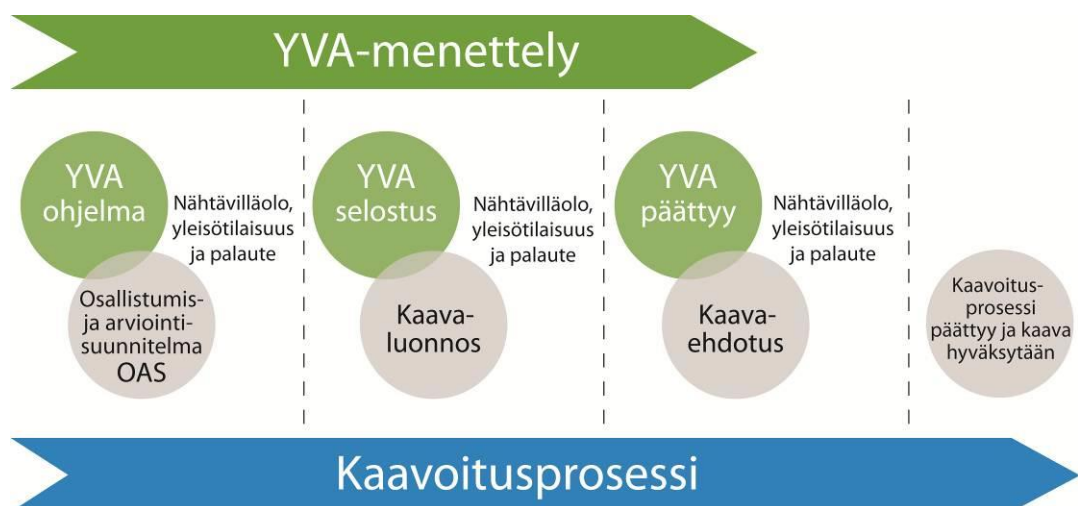 YVA-menettely
YVA
ohjelma
Nähtävilläolo,
yleisötilaisuus
ja palaute
Osallistumis-
ja arviointi-
suunnitelma
OAS
YVA
selostus
Nähtävilläolo,
yleisötilaisuus
ja palaute
Kaava-
luonnos
YVA
päättyy
Nähtävilläolo,
yleisötilaisuus
ja palaute
Kaava-
ehdotus
Kaavoitus-
prosessi
päättyy ja kaava
hyväksytään
Kaavoitusprosessi